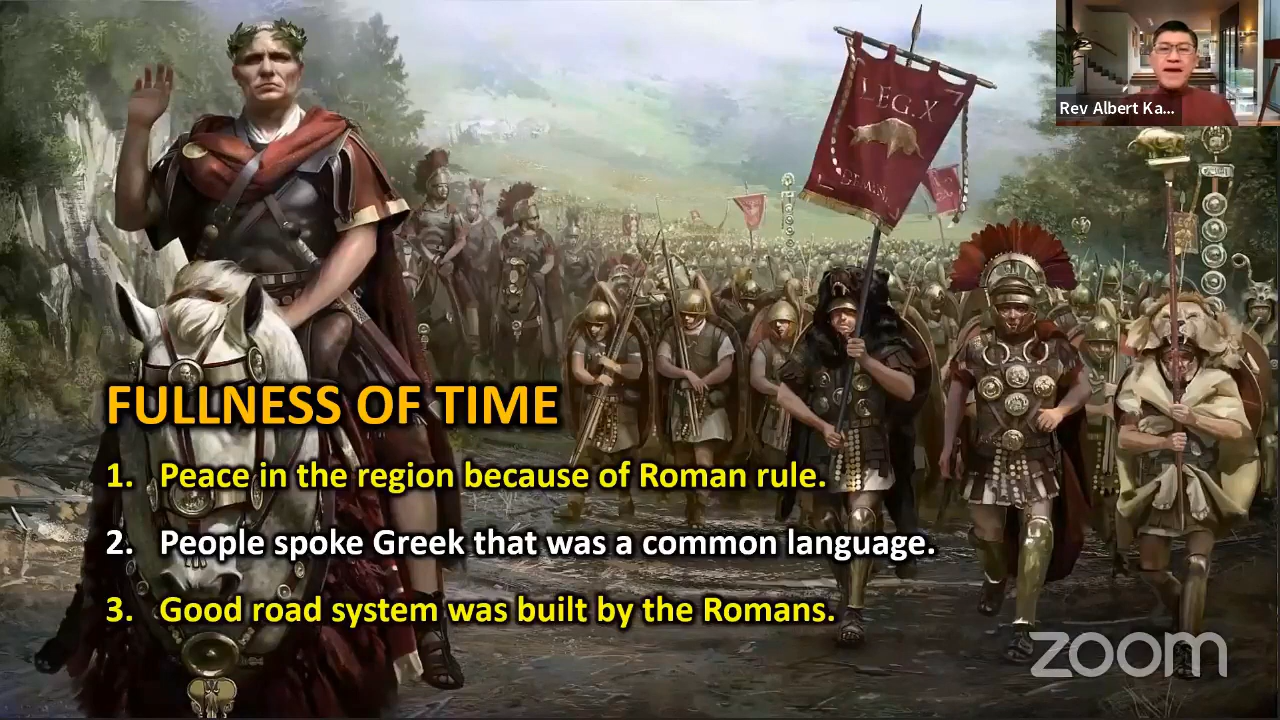 Rev Albert Ka...
LEG.X
FULLNESS OF TIME
1. Peace in the region because of Roman rule.
2. People spoke Greek that was a common language.
3. Good road system was built by the Romans.
zoom